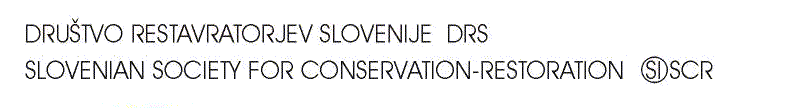 DRUŠTVO RESTAVRATORJEV SLOVENIJE DRS
SLOVENIAN SOCIETY FOR CONSERVATION-RESTORATION SISCR